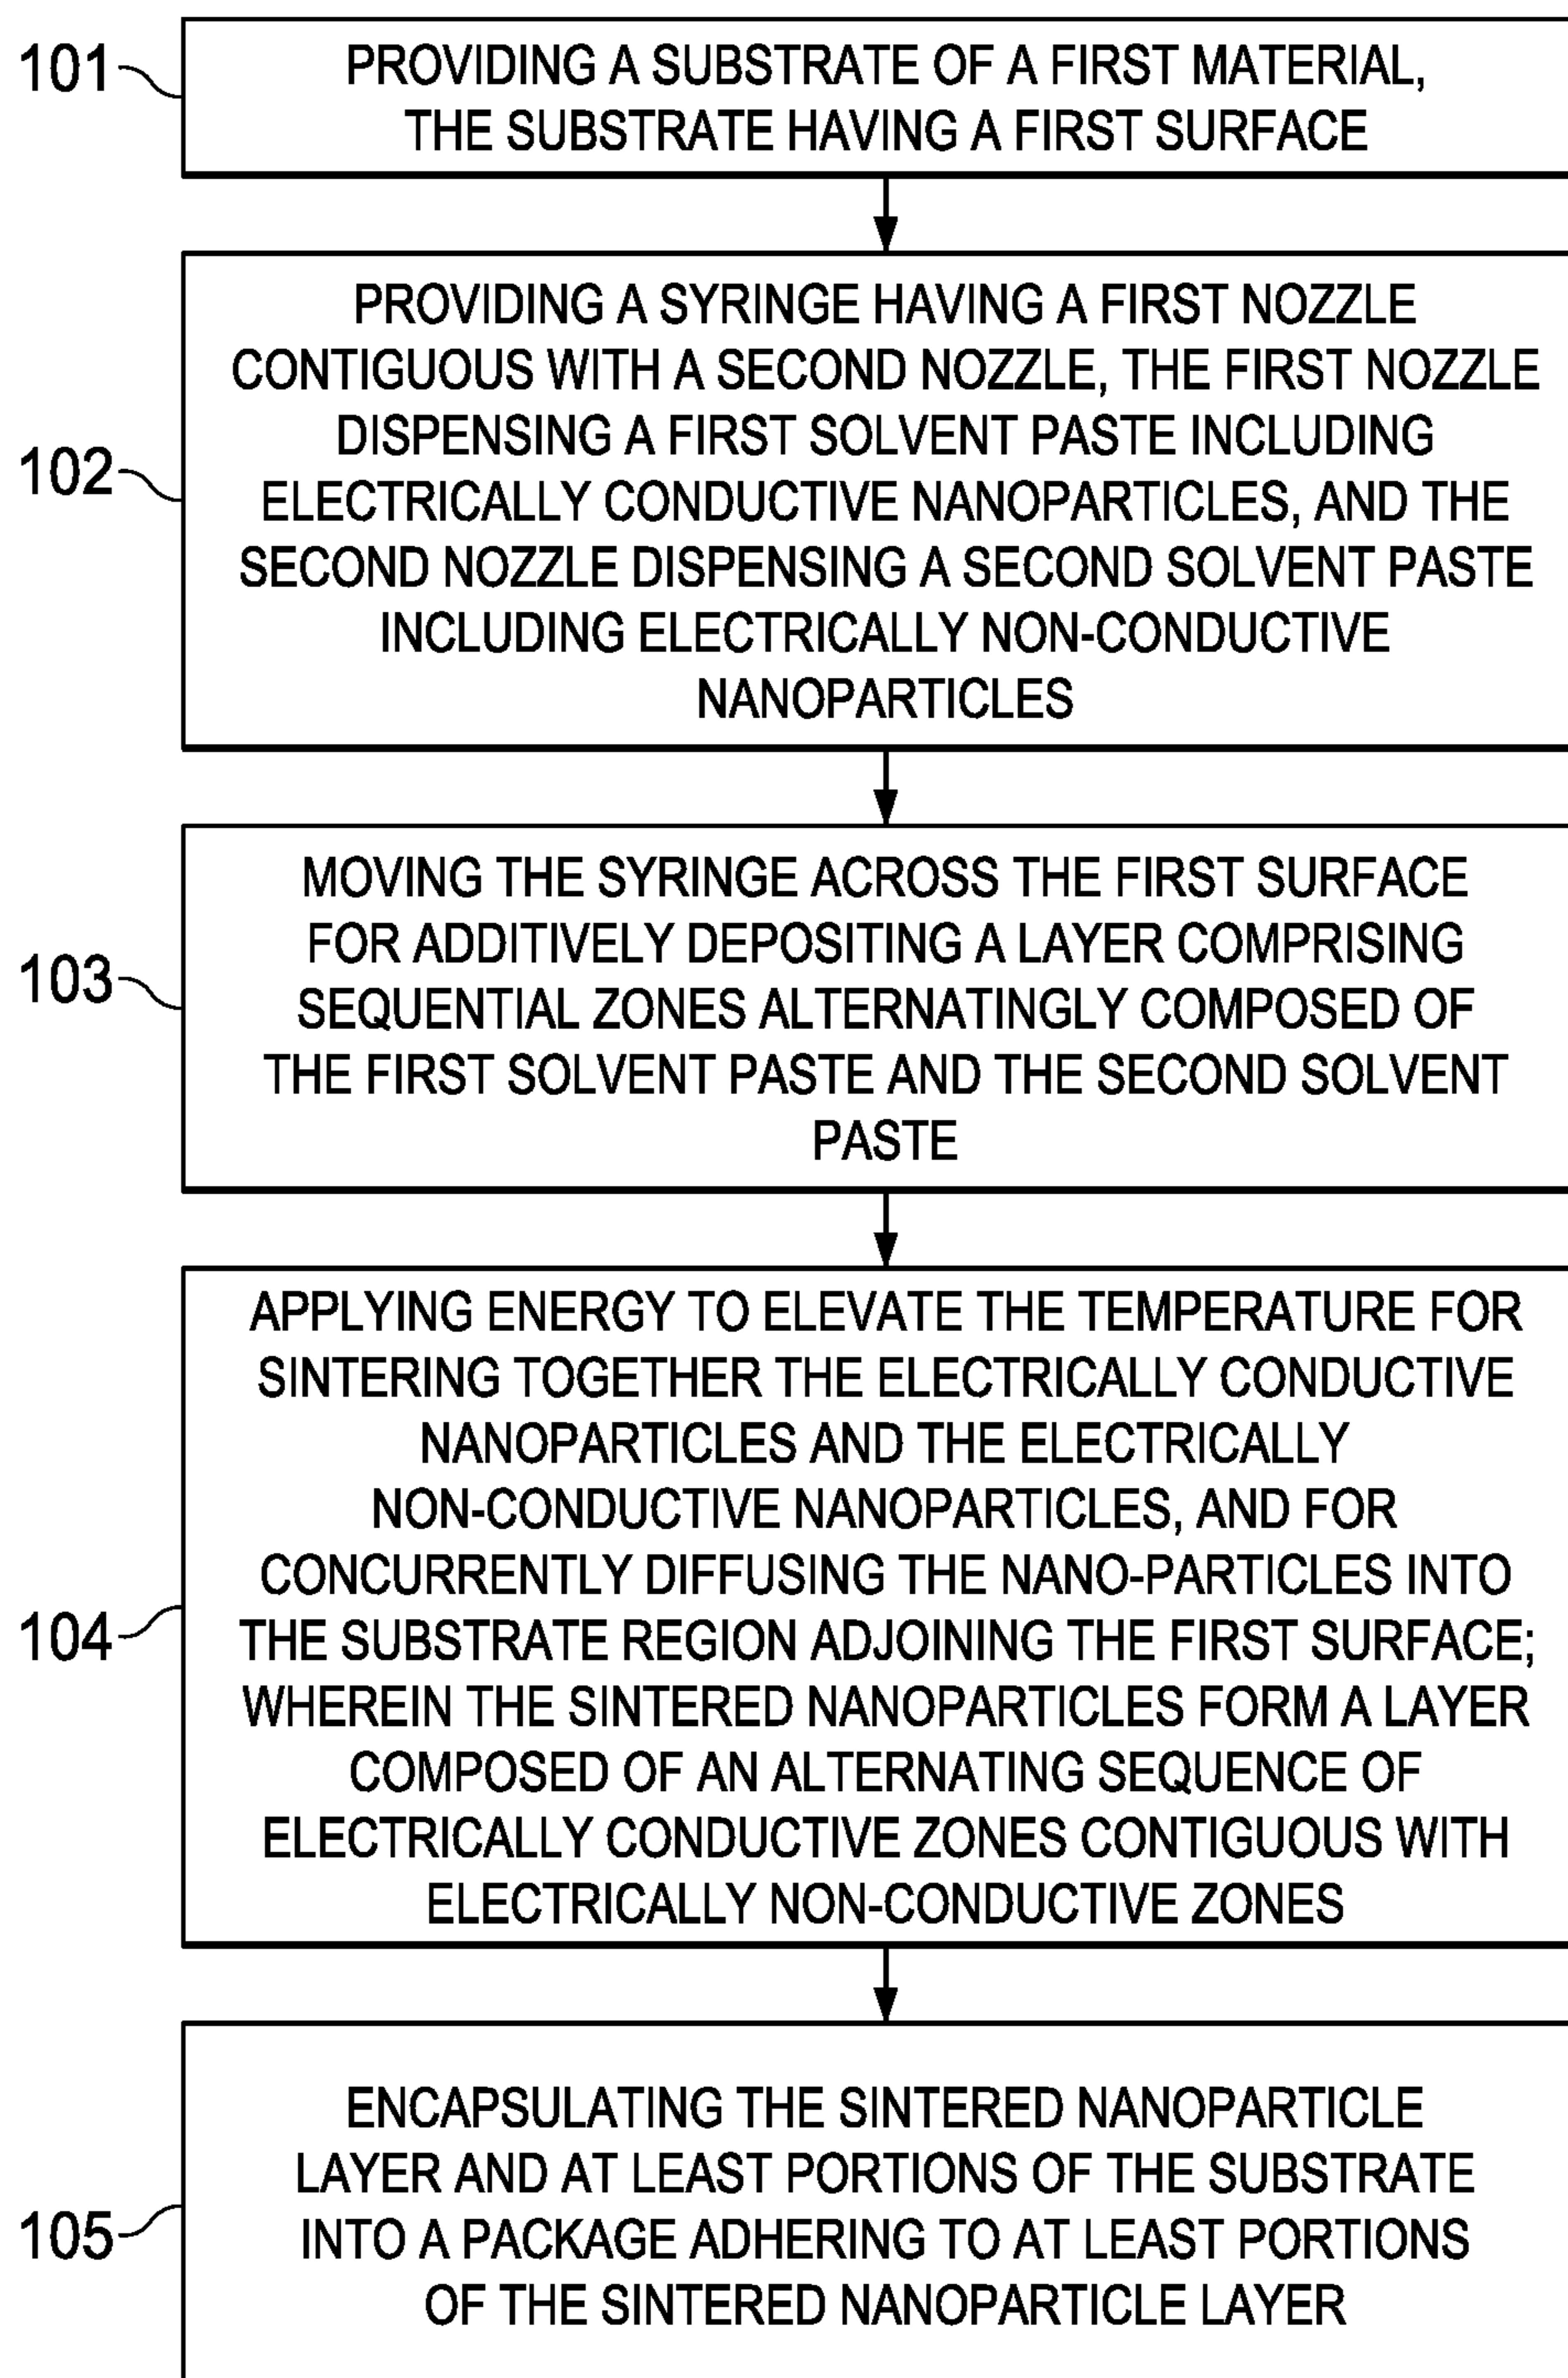 101
PROVIDING A SUBSTRATE OF A FIRST MATERIAL,
THE SUBSTRATE HAVING A FIRST SURFACE
102
PROVIDING A SYRINGE HAVING A FIRST NOZZLE
CONTIGUOUS WITH A SECOND NOZZLE, THE FIRST NOZZLE
DISPENSING A FIRST SOLVENT PASTE INCLUDING
ELECTRICALLY CONDUCTIVE NANOPARTICLES, AND THE
SECOND NOZZLE DISPENSING A SECOND SOLVENT PASTE
INCLUDING ELECTRICALLY NON-CONDUCTIVE
NANOPARTICLES
103
MOVING THE SYRINGE ACROSS THE FIRST SURFACE
FOR ADDITIVELY DEPOSITING A LAYER COMPRISING
SEQUENTIAL ZONES ALTERNATINGLY COMPOSED OF
THE FIRST SOLVENT PASTE AND THE SECOND SOLVENT
PASTE
104
APPLYING ENERGY TO ELEVATE THE TEMPERATURE FOR
SINTERING TOGETHER THE ELECTRICALLY CONDUCTIVE
NANOPARTICLES AND THE ELECTRICALLY
NON-CONDUCTIVE NANOPARTICLES, AND FOR
CONCURRENTLY DIFFUSING THE NANO-PARTICLES INTO
THE SUBSTRATE REGION ADJOINING THE FIRST SURFACE;
WHEREIN THE SINTERED NANOPARTICLES FORM A LAYER
COMPOSED OF AN ALTERNATING SEQUENCE OF
ELECTRICALLY CONDUCTIVE ZONES CONTIGUOUS WITH
ELECTRICALLY NON-CONDUCTIVE ZONES
105
ENCAPSULATING THE SINTERED NANOPARTICLE
LAYER AND AT LEAST PORTIONS OF THE SUBSTRATE
INTO A PACKAGE ADHERING TO AT LEAST PORTIONS
OF THE SINTERED NANOPARTICLE LAYER